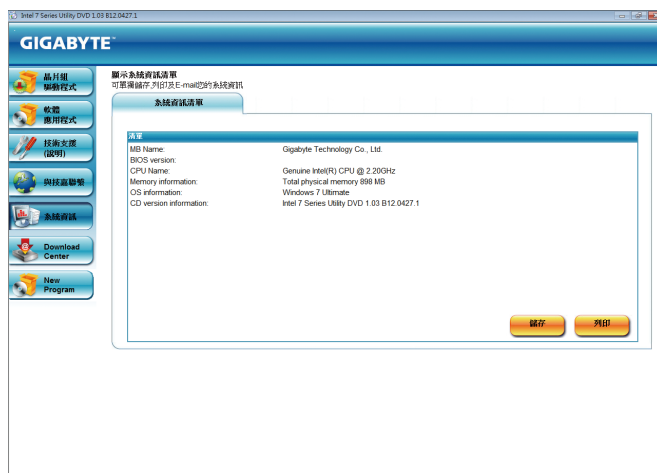 Intel 7 Series Utility DVD 1.03 B12.0427.1
GIGABYTE™
晶片組
驅動程式
軟體
應用程式
技術支援
(說明)
與技嘉聯繫
系統資訊
Download
Center
New
Program
顯示系統資訊清單
可單獨儲存,列印及E-mail您的系統資訊
系統資訊清單
清單
MB Name: Gigabyte Technology Co., Ltd.
BIOS version:
CPU Name: Genuine Intel(R) CPU @ 2.20GHz
Memory information: Total physical memory 898 MB
OS information: Windows 7 Ultimate
CD version information: Intel 7 Series Utility DVD 1.03 B12.0427.1
儲存
列印